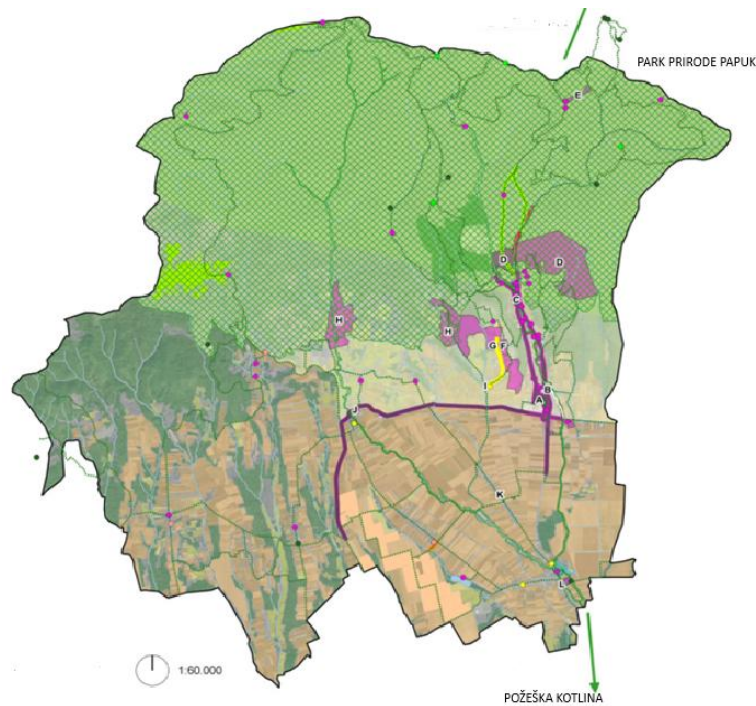 PARK PRIRODE PAPUK
E
D
D
C
H
H
G F
I
B
A
J
K
L
1:60.000
POŽEŠKA KOTLINA